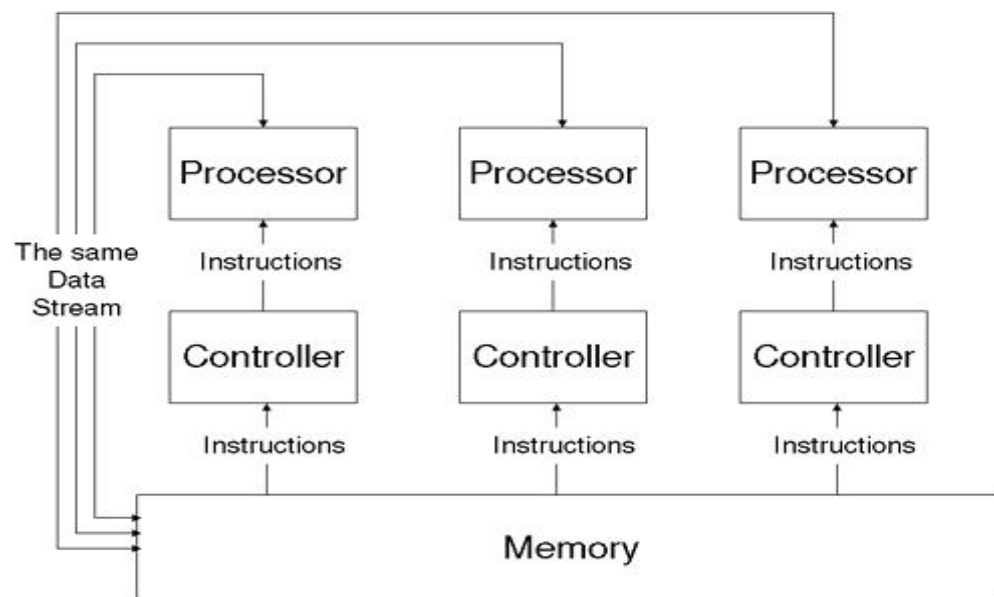 Processor
Processor
Processor
The same
Data
Stream
Instructions
Instructions
Instructions
Controller
Controller
Controller
Instructions
Instructions
Instructions
Memory